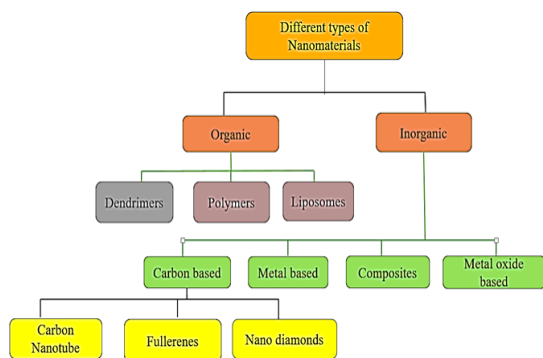 Different types of
Nanomaterials
Organic
Inorganic
Dendrimers
Polymers
Liposomes
Carbon based
Metal based
Composites
Metal oxide
based
Carbon
Nanotube
Fullerenes
Nano diamonds